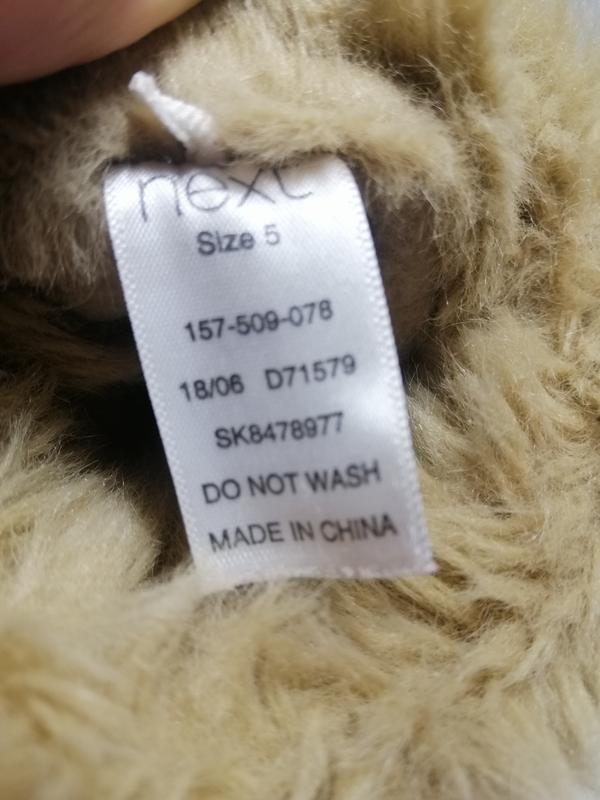 next
Size 5
157-509-078
18/06 D71579
SK8478977
DO NOT WASH
MADE IN CHINA